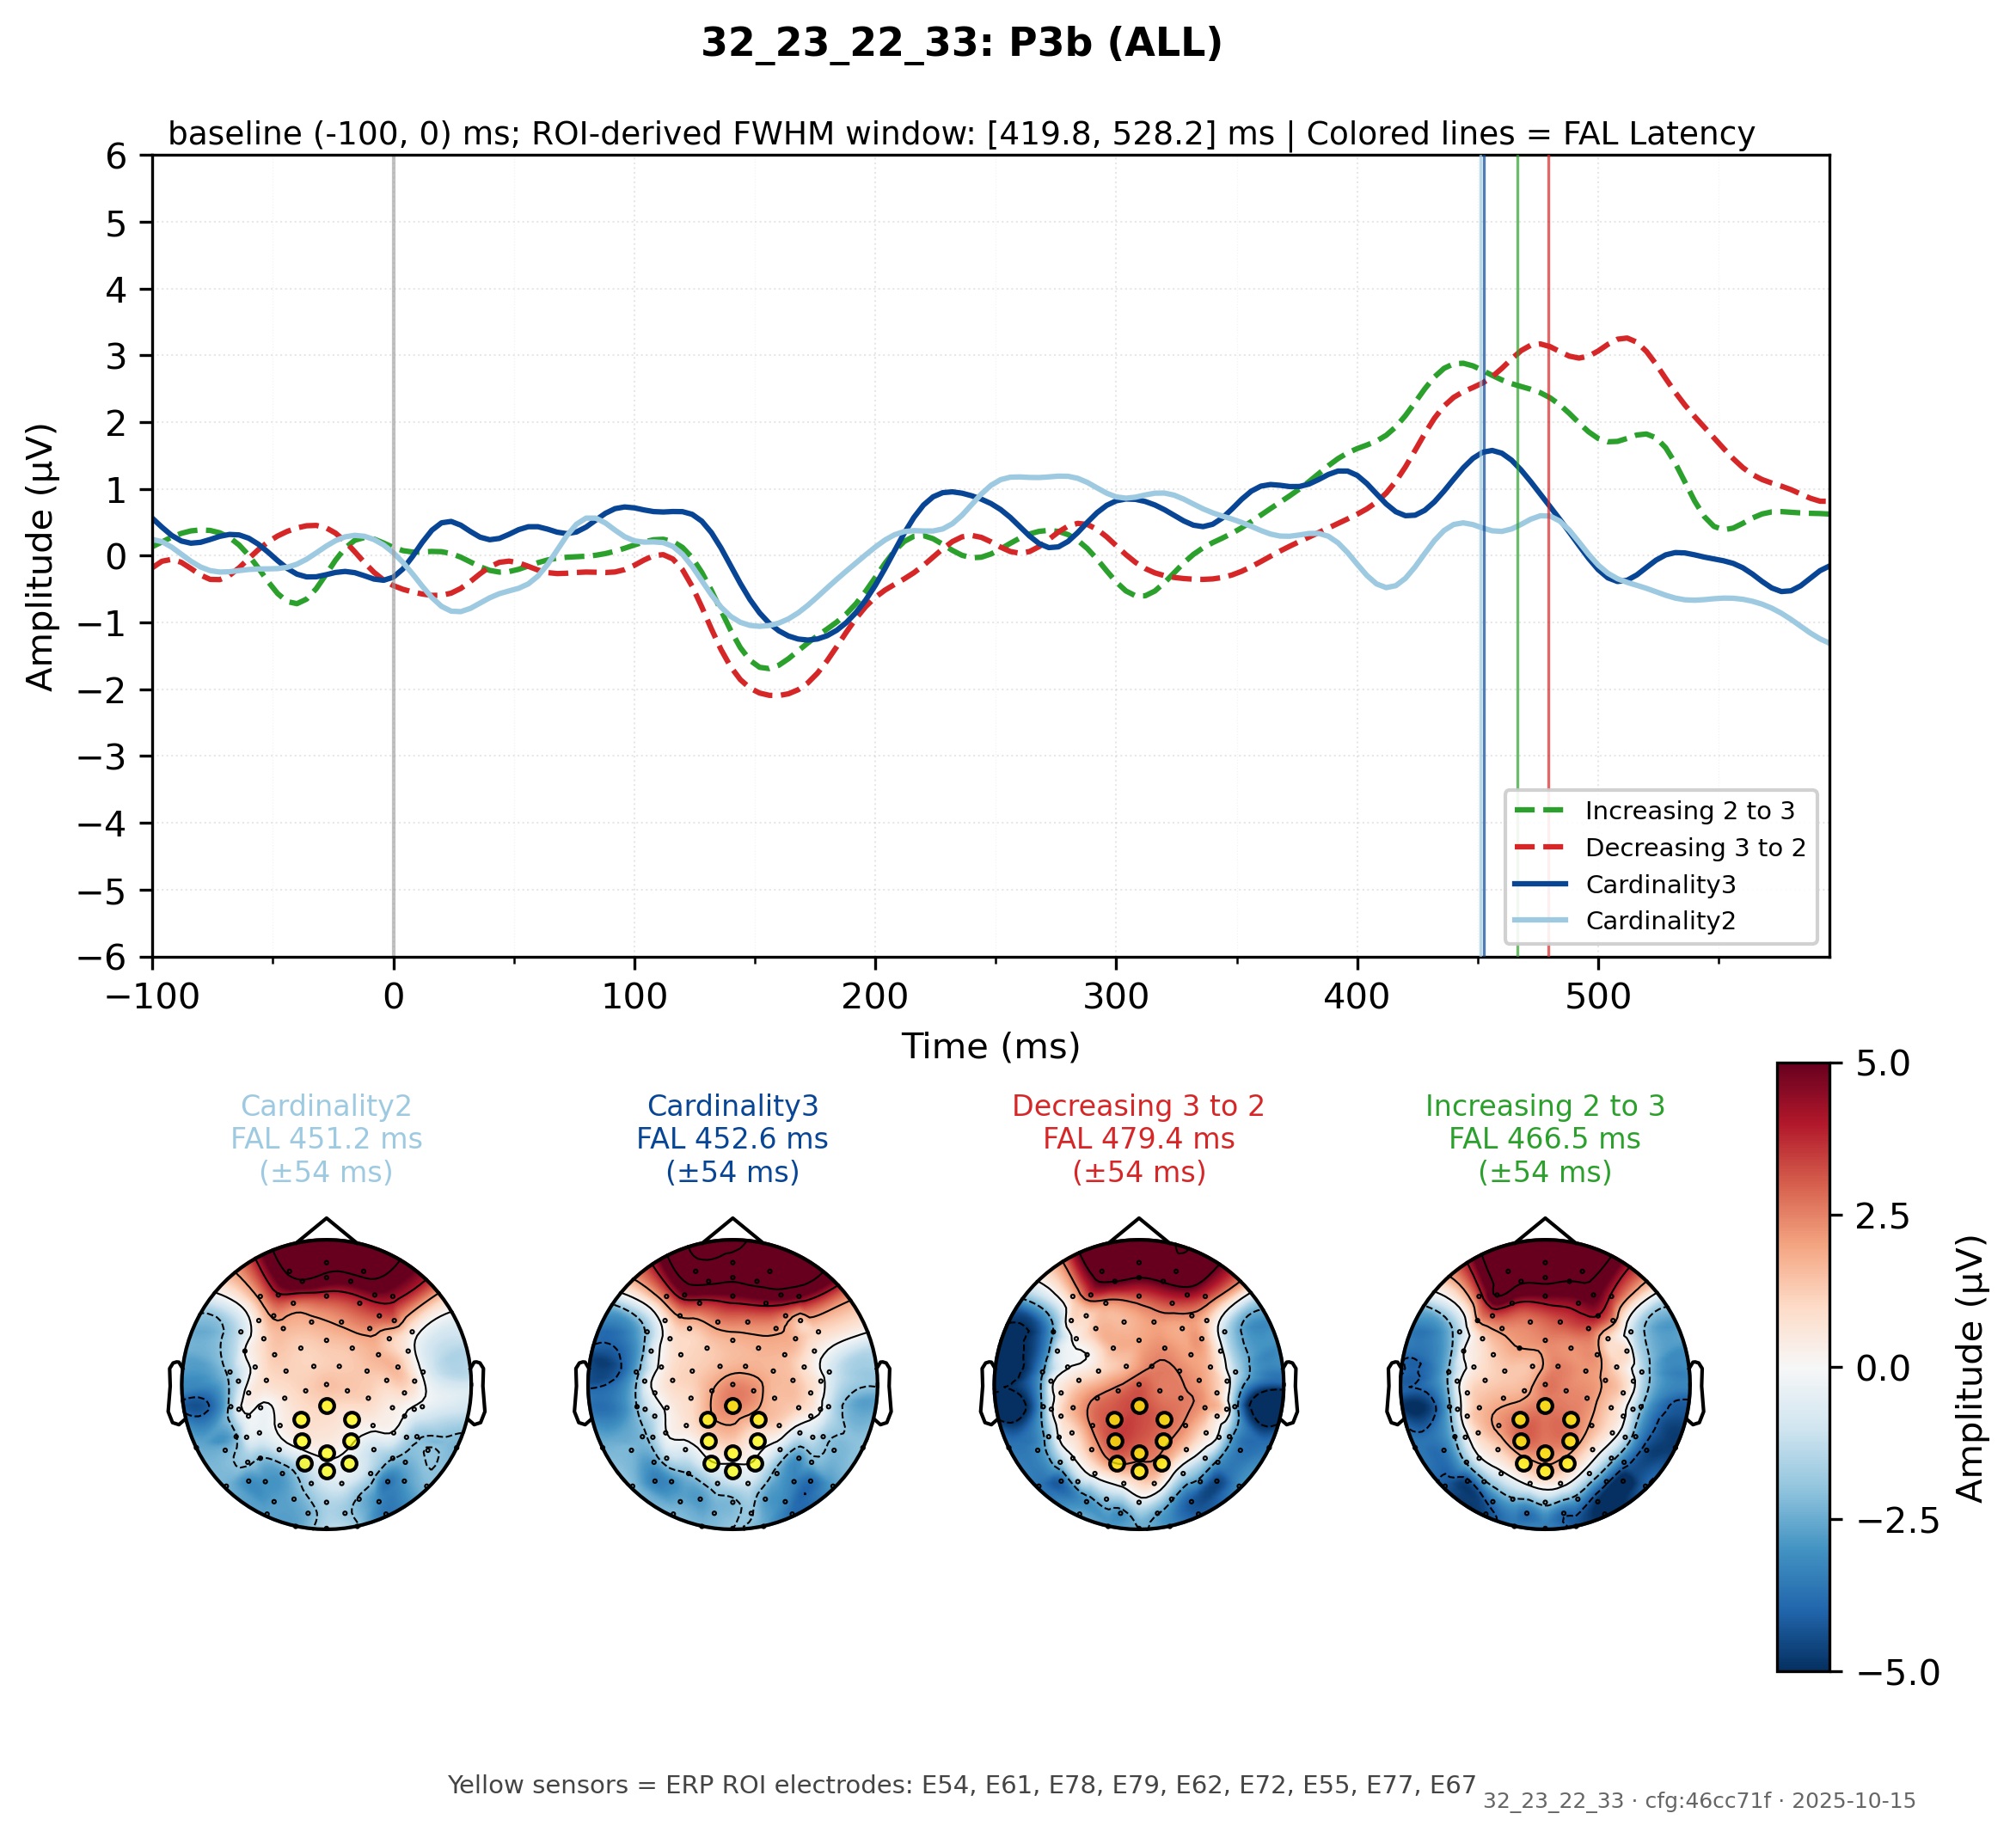 32_23_22_33: P3b (ALL)
baseline (-100, 0) ms; ROI-derived FWHM window: [419.8, 528.2] ms | Colored lines = FAL Latency
6
5
4
3
2
1
0
−1
−2
−3
−4
−5
−6
Amplitude (µV)
−100
0
100
200
300
400
500
Time (ms)
Increasing 2 to 3
Decreasing 3 to 2
Cardinality3
Cardinality2
Cardinality2
FAL 451.2 ms
(±54 ms)
Cardinality3
FAL 452.6 ms
(±54 ms)
Decreasing 3 to 2
FAL 479.4 ms
(±54 ms)
Increasing 2 to 3
FAL 466.5 ms
(±54 ms)
5.0
2.5
0.0
−2.5
−5.0
Amplitude (µV)
Yellow sensors = ERP ROI electrodes: E54, E61, E78, E79, E62, E72, E55, E77, E67
32_23_22_33 · cfg:46cc71f · 2025-10-15